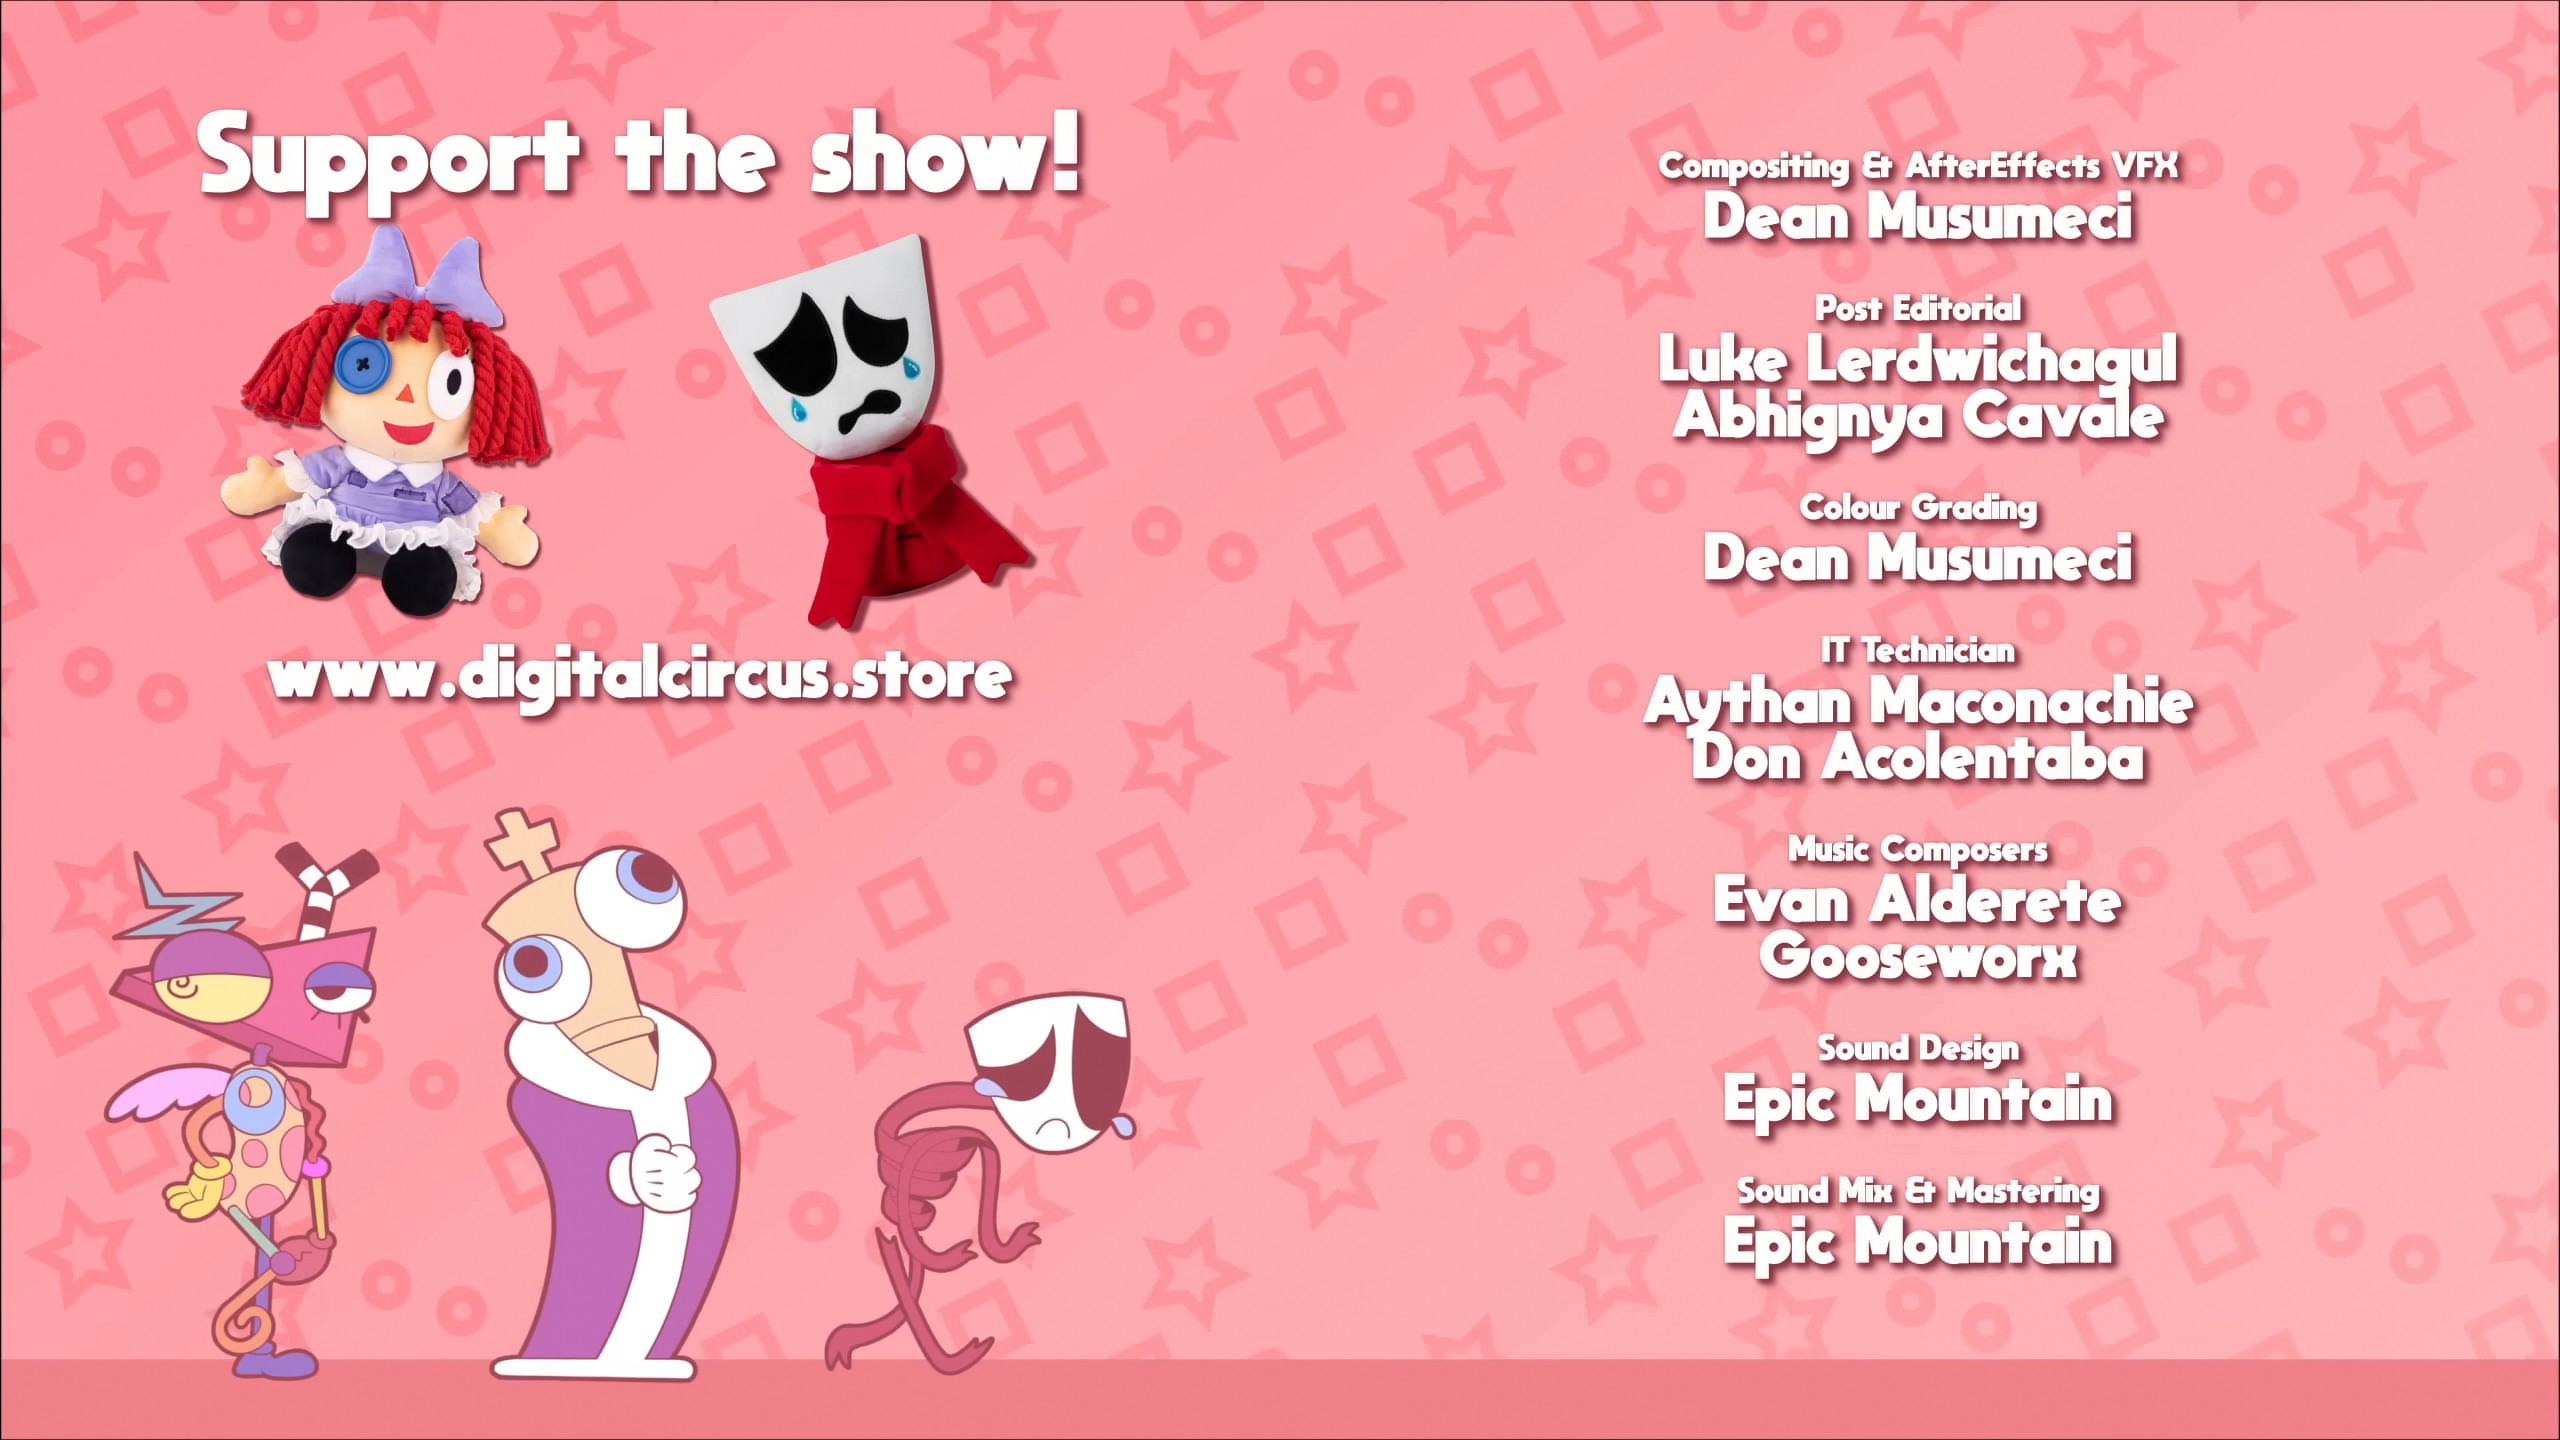 Support the show!
www.digitalcircus.store
Compositing & AfterEffects VFX
Dean Musumeci
Post Editorial
Luke Lerdwichagul
Abhignya Cavale
Colour Grading
Dean Musumeci
IT Technician
Aythan Maconachie
Don Acolentaba
Music Composers
Evan Alderete
Gooseworx
Sound Design
Epic Mountain
Sound Mix & Mastering
Epic Mountain